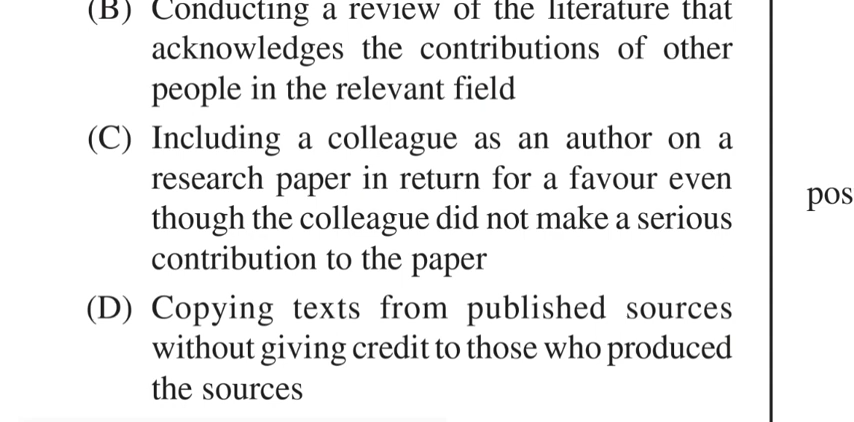 (B) Conducting a review of the literature that
acknowledges the contributions of other
people in the relevant field
(C) Including a colleague as an author on a
research paper in return for a favour even
though the colleague did not make a serious
contribution to the paper
(D) Copying texts from published sources
without giving credit to those who produced
the sources
pos